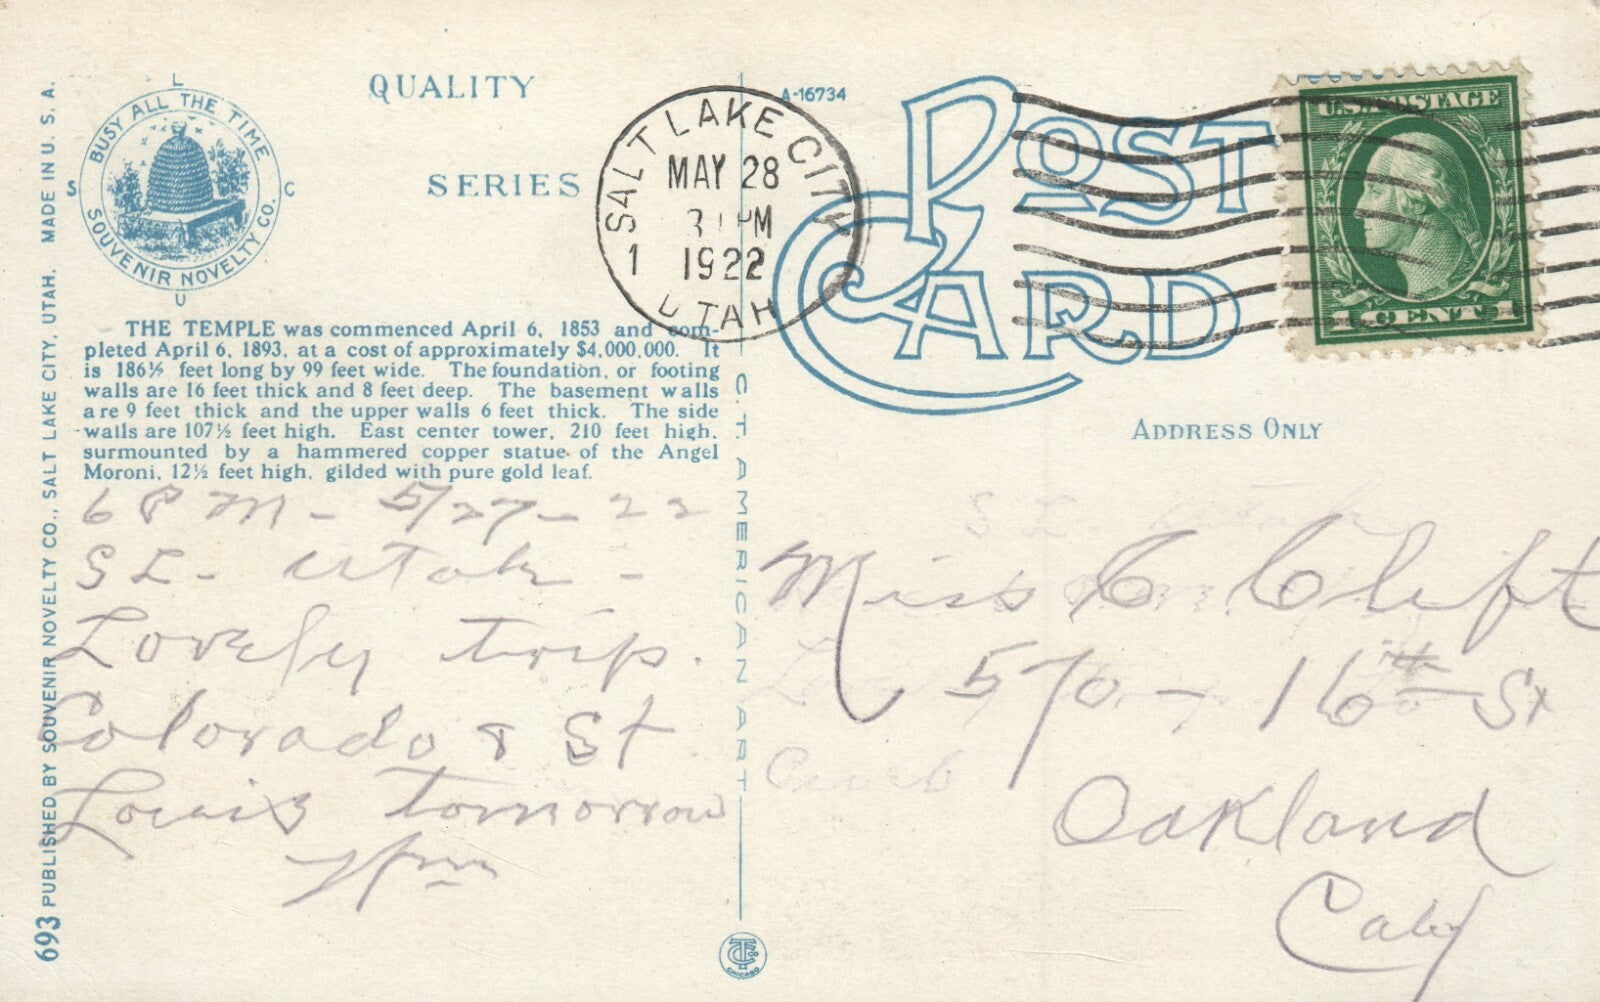 QUALITY
SERIES
BUSY ALL THE TIME
SOUVENIR NOVELTY CO.
S L C U
693 PUBLISHED BY SOUVENIR NOVELTY CO., SALT LAKE CITY, UTAH. MADE IN U. S. A.
THE TEMPLE was commenced April 6, 1853 and com-
pleted April 6, 1893, at a cost of approximately $4,000,000. It
is 186½ feet long by 99 feet wide. The foundation, or footing
walls are 16 feet thick and 8 feet deep. The basement walls
are 9 feet thick and the upper walls 6 feet thick. The side
walls are 107½ feet high. East center tower, 210 feet high,
surmounted by a hammered copper statue of the Angel
Moroni, 12½ feet high, gilded with pure gold leaf.
6 PM - 5/27-22
SL - Utah -
Lovely trip.
Colorado & St
Louis tomorrow
C. T. AMERICAN ART
CHICAGO
A-16734
POST
CARD
SALT LAKE CITY
MAY 28
PM
1922
1 UTAH
U.S. POSTAGE
1 CENT 1
ADDRESS ONLY
Miss C Clift
570 - 16th St
Oakland